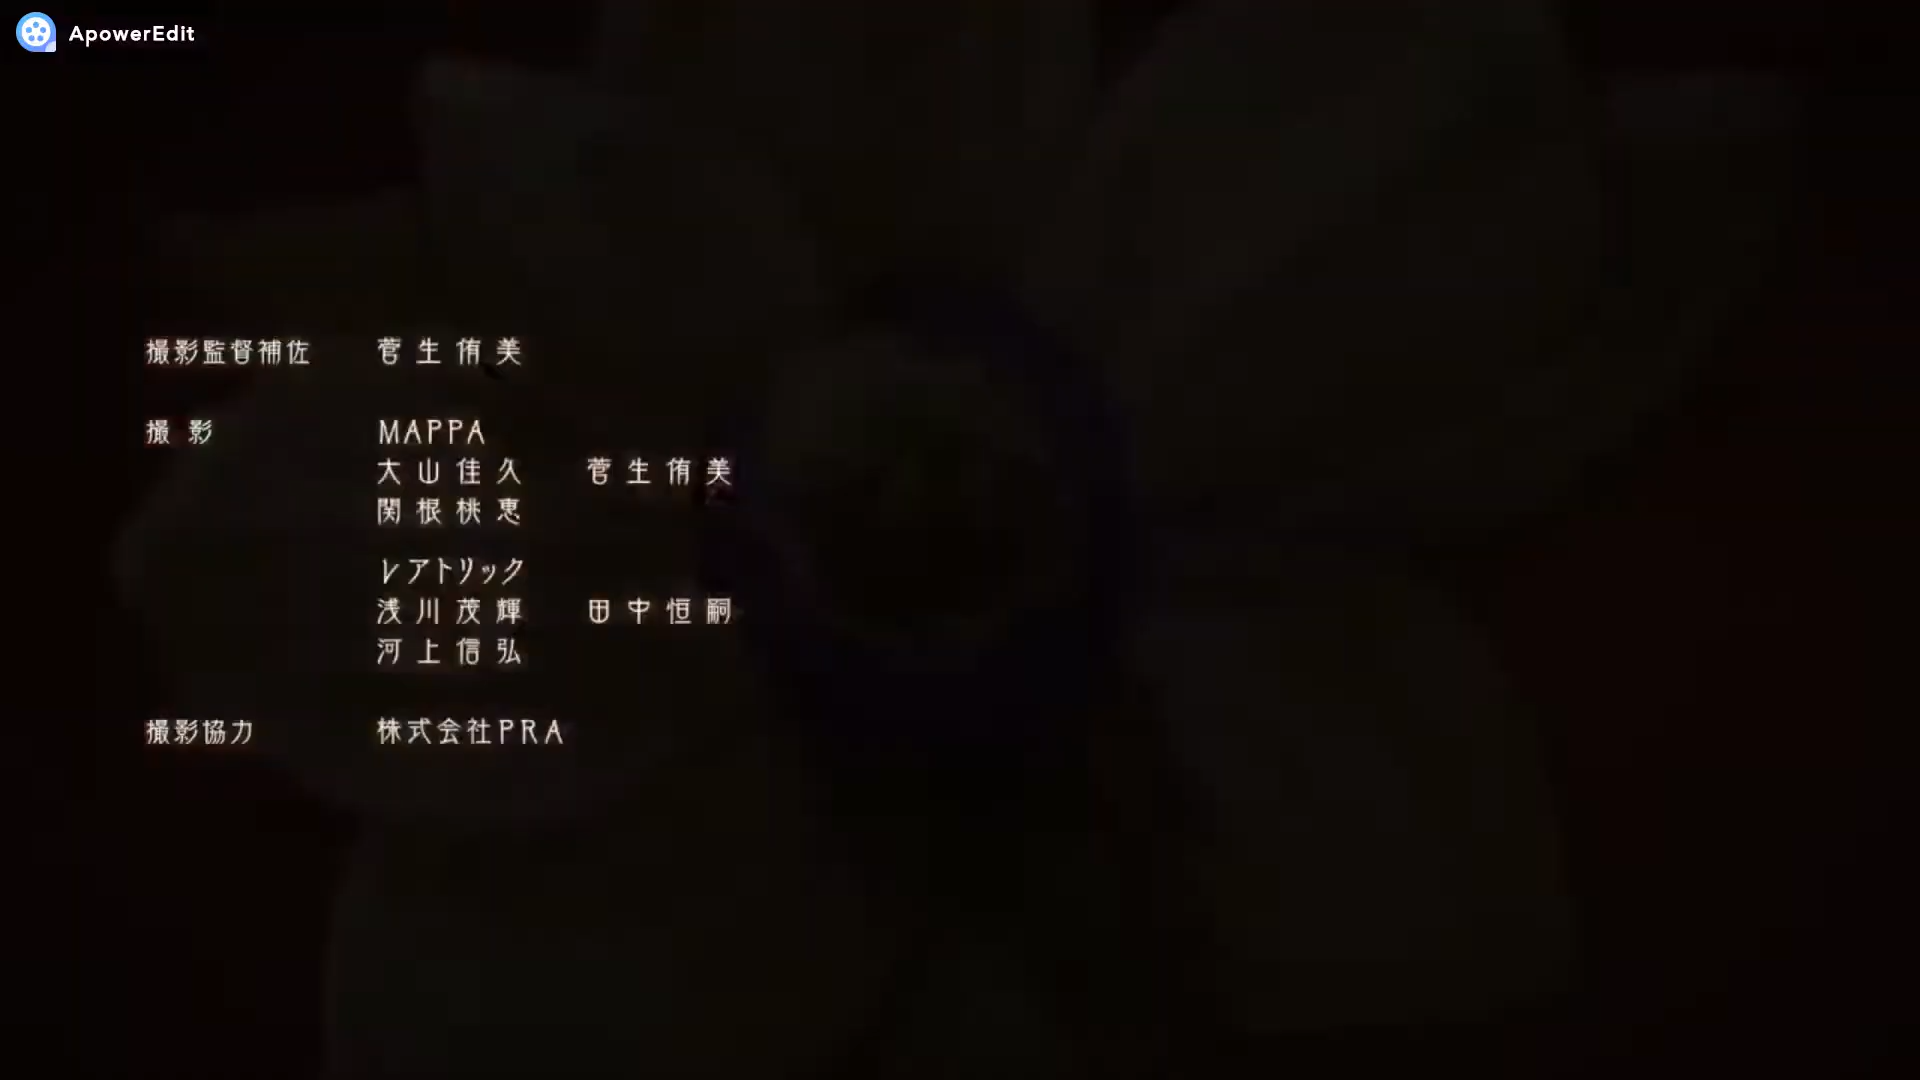 ApowerEdit
撮影監督補佐 菅生侑美
撮影 MAPPA
大山佳久 菅生侑美
関根桃恵
レアトリック
浅川茂輝 田中恒嗣
河上信弘
撮影協力 株式会社PRA